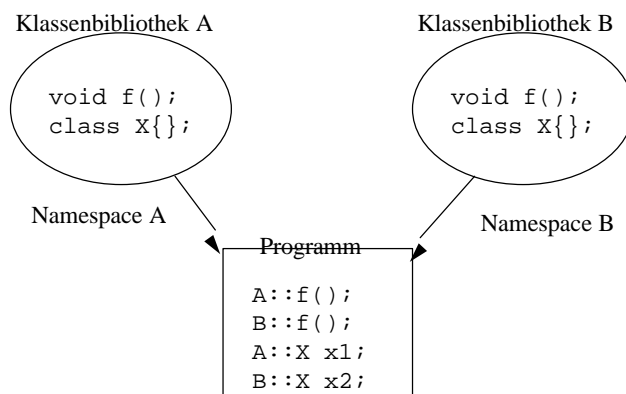 Klassenbibliothek A
Klassenbibliothek B
void f();
class X{};
void f();
class X{};
Namespace A
Namespace B
Programm
A::f();
B::f();
A::X x1;
B::X x2;